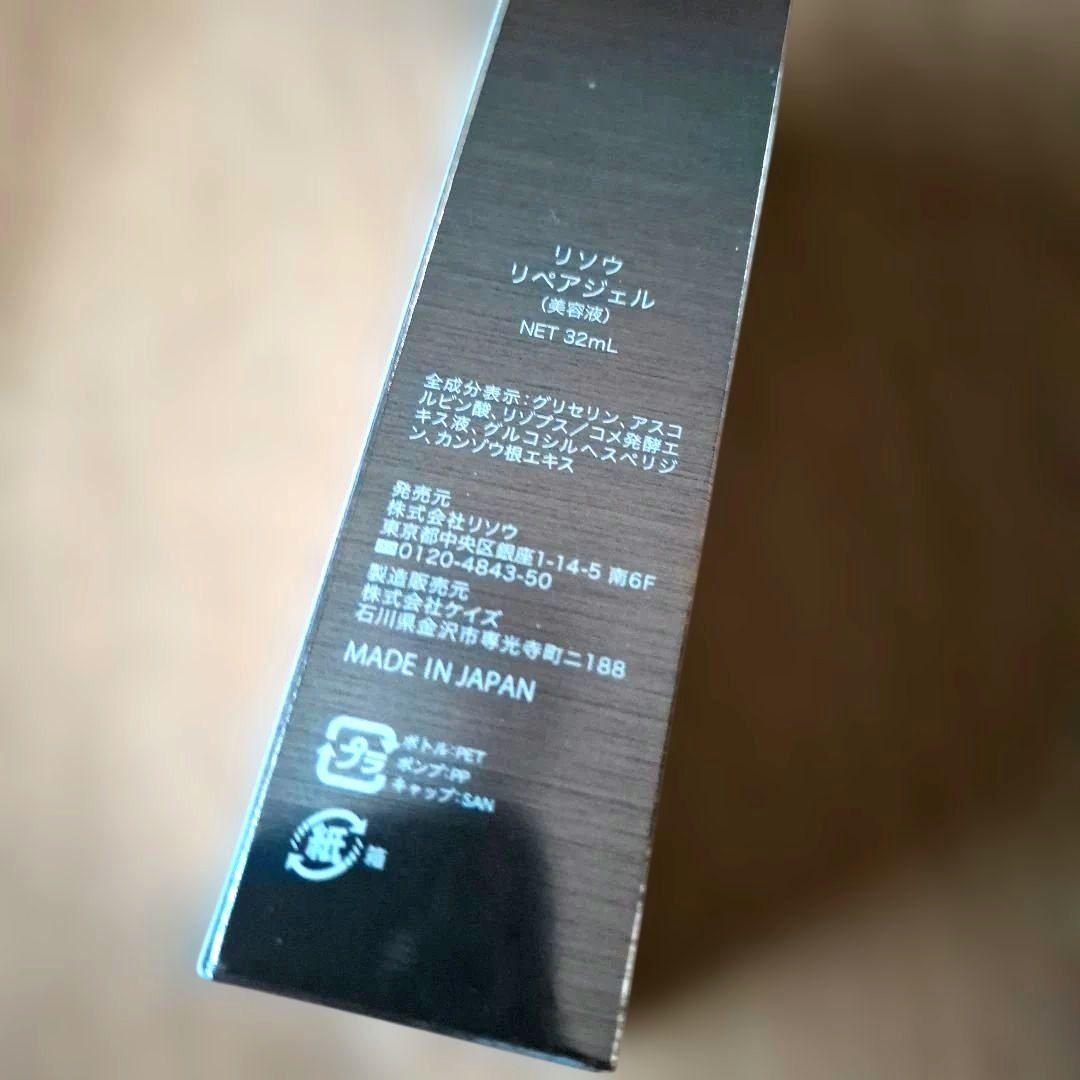 リソウ
リペアジェル
(美容液)
NET 32mL
全成分表示:グリセリン、アスコ
ルビン酸、リゾプス/コメ発酵エ
キス液、グルコシルヘスペリジ
ン、カンゾウ根エキス
発売元
株式会社リソウ
東京都中央区銀座1-14-5 南6F
0120-4843-50
製造販売元
株式会社ケイズ
石川県金沢市専光寺町ニ188
MADE IN JAPAN
プラ
ボトル:PET
ポンプ:PP
キャップ:SAN
紙
箱